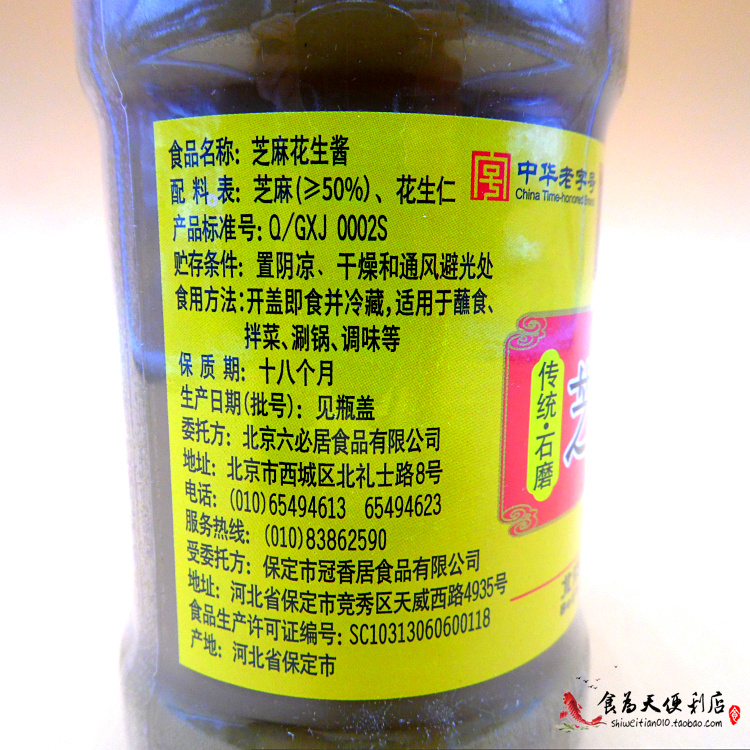 食品名称：芝麻花生酱
配料表：芝麻(≥50%)、花生仁
产品标准号：Q/GXJ 0002S
贮存条件：置阴凉、干燥和通风避光处
食用方法：开盖即食并冷藏，适用于蘸食、
拌菜、涮锅、调味等
保质期：十八个月
生产日期(批号)：见瓶盖
委托方：北京六必居食品有限公司
地址：北京市西城区北礼士路8号
电话：(010)65494613 65494623
服务热线：(010)83862590
受委托方：保定市冠香居食品有限公司
地址：河北省保定市竞秀区天威西路4935号
食品生产许可证编号：SC10313060600118
产地：河北省保定市
中华老字号
China Time-honored Brand
传统·石磨
芝
食为天便利店
shiweitian010.taobao.com